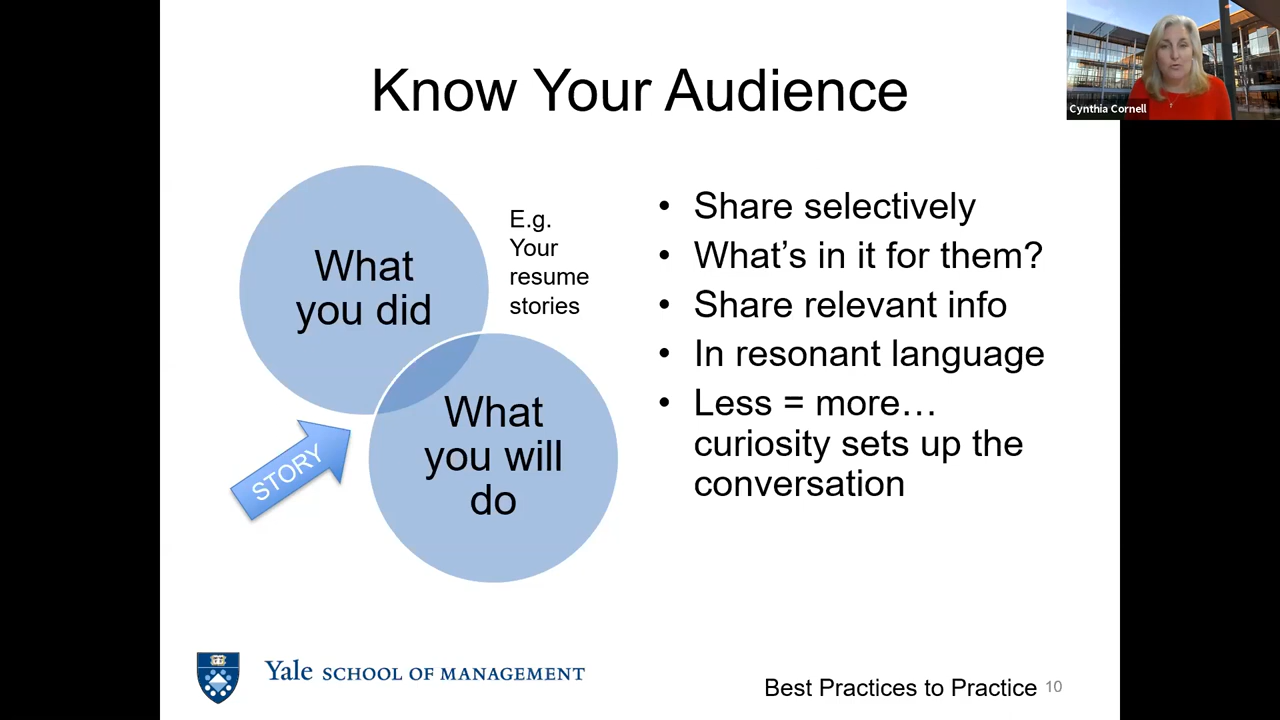 Know Your Audience
Cynthia Cornell
What
you did
E.g.
Your
resume
stories
What
you will
do
STORY
• Share selectively
• What’s in it for them?
• Share relevant info
• In resonant language
• Less = more…
curiosity sets up the
conversation
Yale SCHOOL OF MANAGEMENT
Best Practices to Practice 10